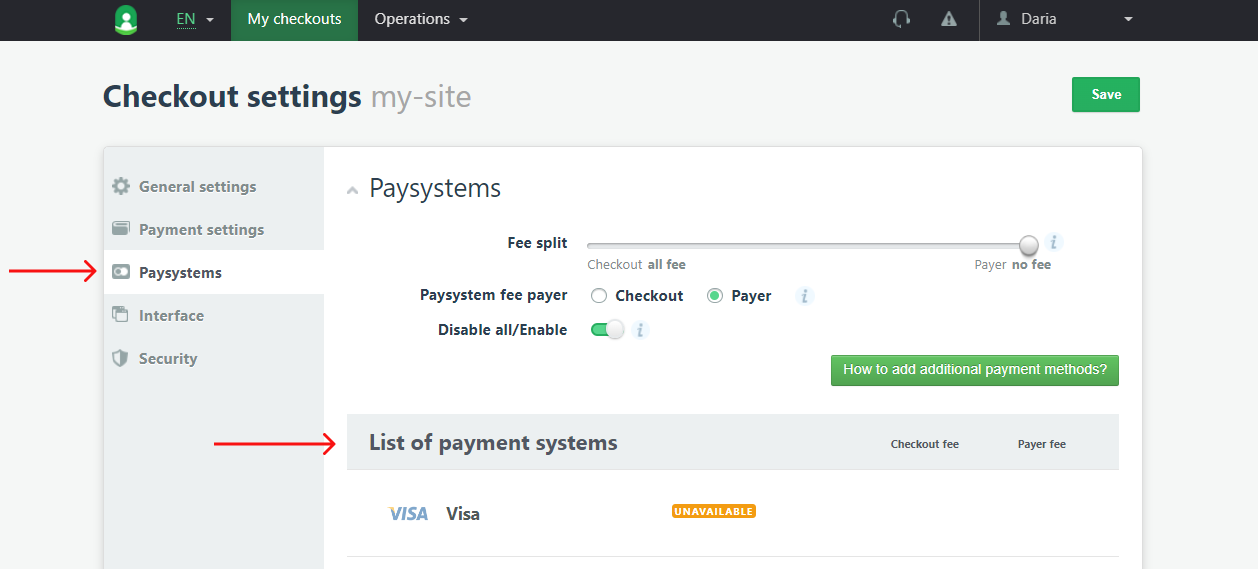 EN My checkouts Operations Daria
Checkout settings my-site
Save
General settings
Payment settings
Paysystems
Interface
Security
Paysystems
Fee split i
Checkout all fee Payer no fee
Paysystem fee payer Checkout Payer i
Disable all/Enable i
How to add additional payment methods?
List of payment systems Checkout fee Payer fee
VISA Visa UNAVAILABLE